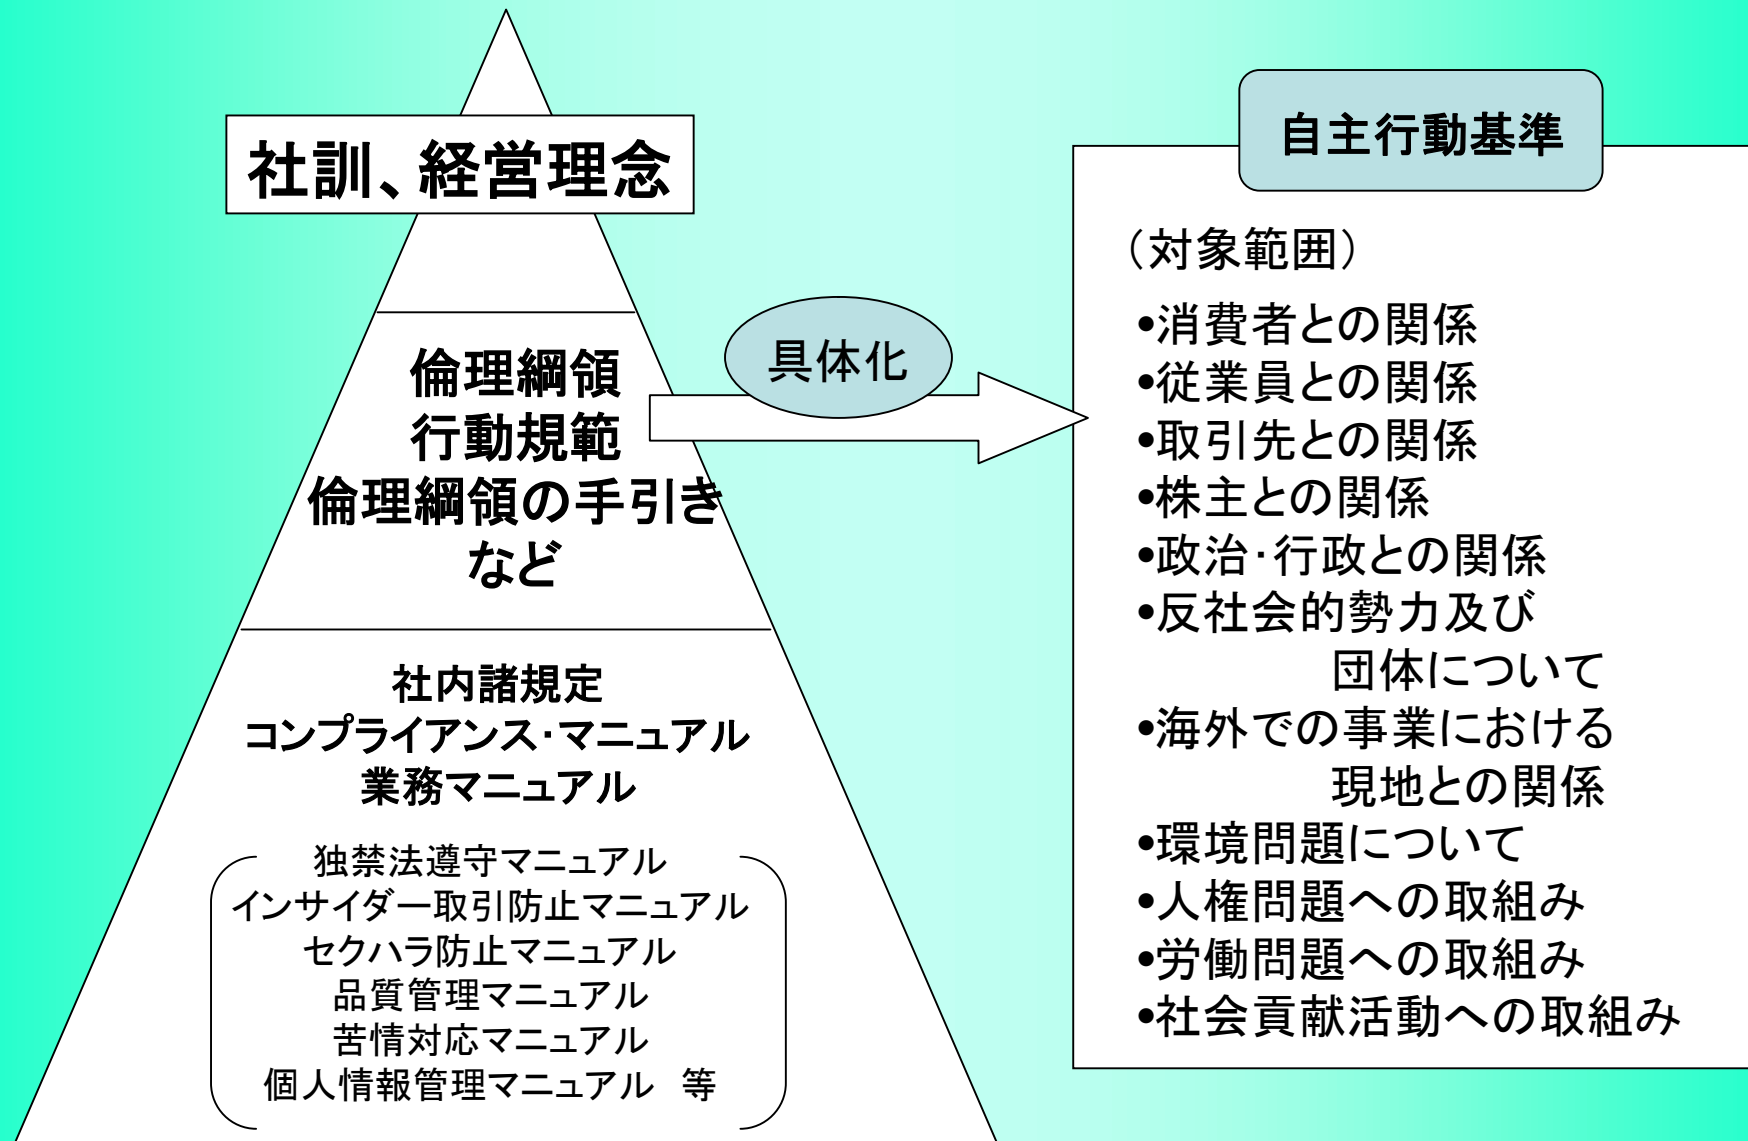 社訓、経営理念
倫理綱領
行動規範
倫理綱領の手引き
など
社内諸規定
コンプライアンス・マニュアル
業務マニュアル
独禁法遵守マニュアル
インサイダー取引防止マニュアル
セクハラ防止マニュアル
品質管理マニュアル
苦情対応マニュアル
個人情報管理マニュアル　等
具体化
自主行動基準
（対象範囲）
•消費者との関係
•従業員との関係
•取引先との関係
•株主との関係
•政治・行政との関係
•反社会的勢力及び
団体について
•海外での事業における
現地との関係
•環境問題について
•人権問題への取組み
•労働問題への取組み
•社会貢献活動への取組み